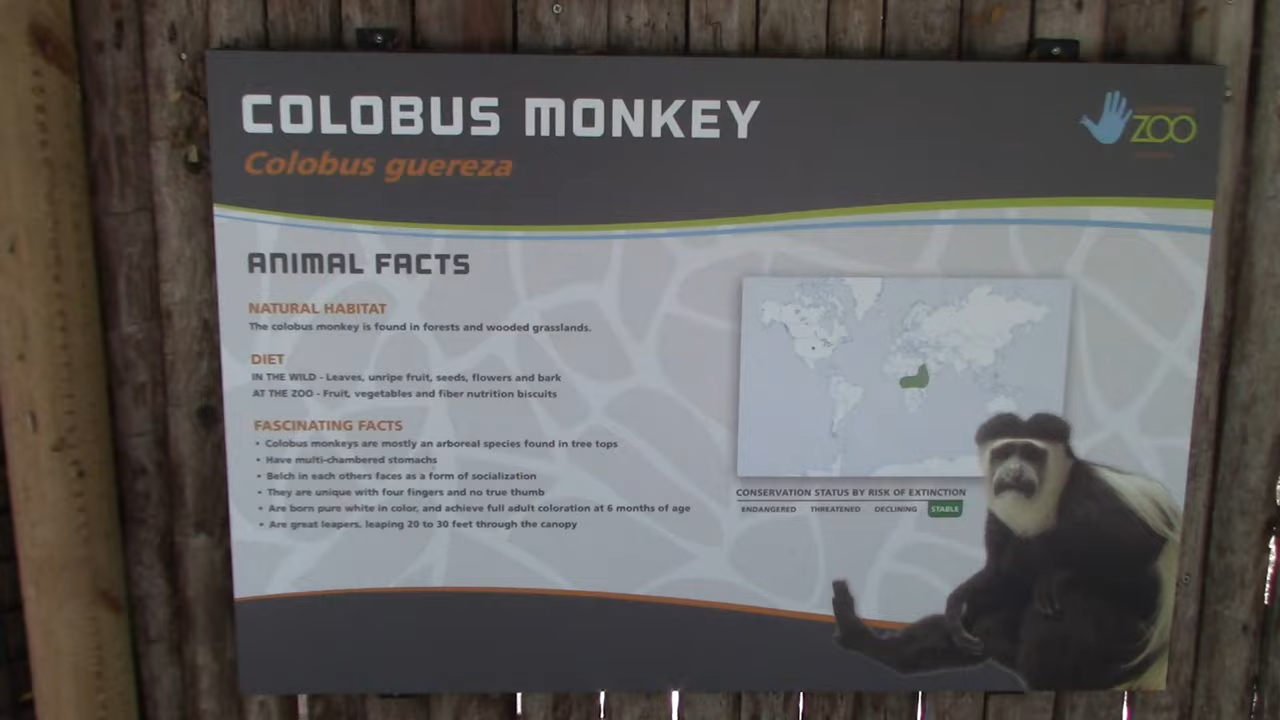 COLOBUS MONKEY
Colobus guereza
ZOO
ANIMAL FACTS
NATURAL HABITAT
The colobus monkey is found in forests and wooded grasslands.
DIET
IN THE WILD - Leaves, unripe fruit, seeds, flowers and bark
AT THE ZOO - Fruit, vegetables and fiber nutrition biscuits
FASCINATING FACTS
• Colobus monkeys are mostly an arboreal species found in tree tops
• Have multi-chambered stomachs
• Belch in each others faces as a form of socialization
• They are unique with four fingers and no true thumb
• Are born pure white in color, and achieve full adult coloration at 6 months of age
• Are great leapers, leaping 20 to 30 feet through the canopy
CONSERVATION STATUS BY RISK OF EXTINCTION
ENDANGERED THREATENED DECLINING STABLE